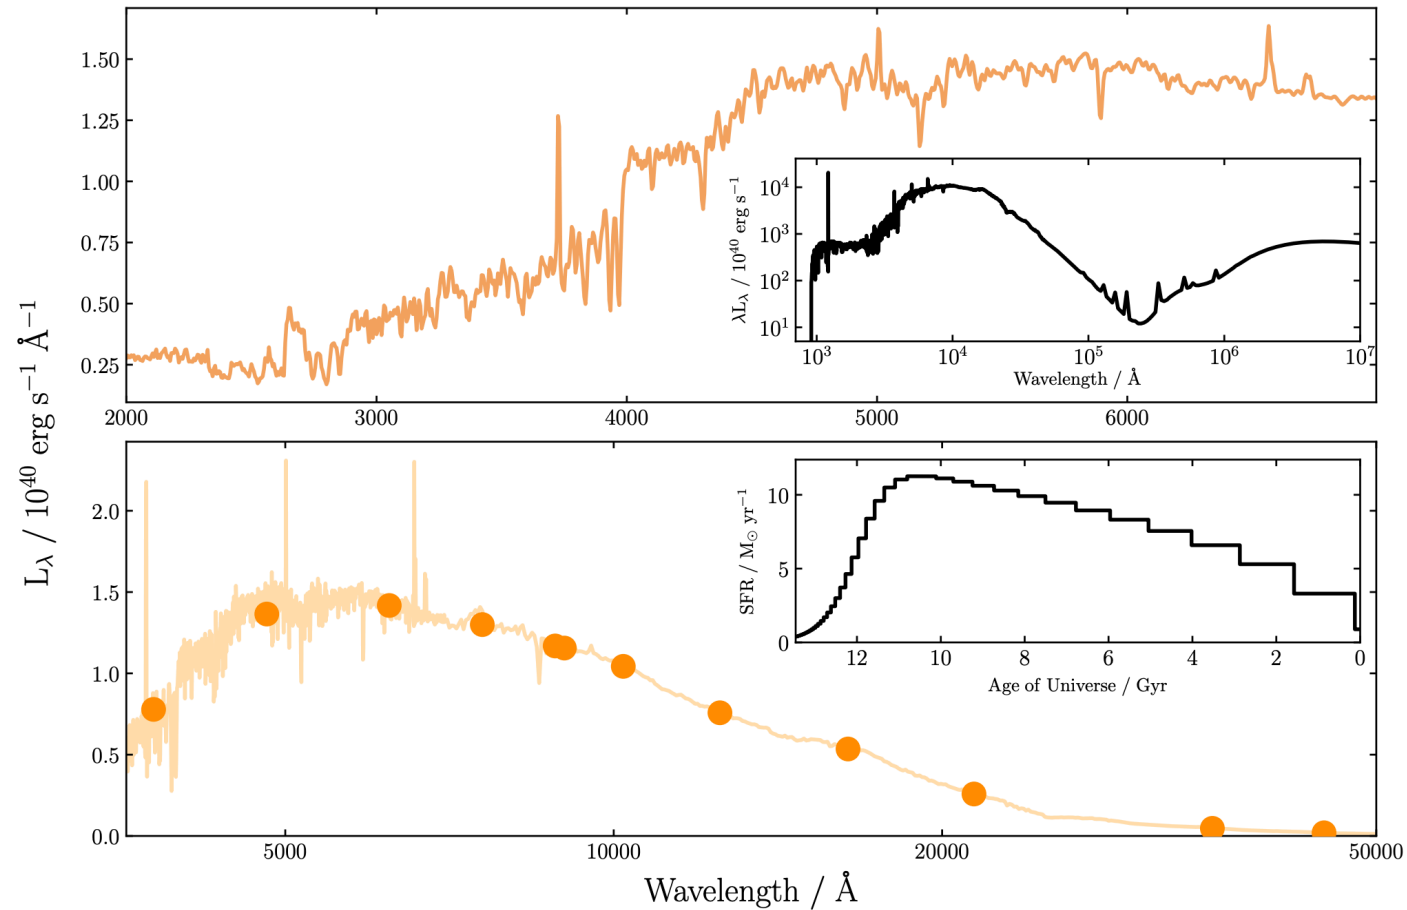 L_λ / 10^40 erg s^−1 Å^−1
1.50
1.25
1.00
0.75
0.50
0.25
2000 3000 4000 5000 6000
λL_λ / 10^40 erg s^−1
10^4
10^3
10^2
10^1
10^3 10^4 10^5 10^6 10^7
Wavelength / Å
2.0
1.5
1.0
0.5
0.0
5000 10000 20000 50000
SFR / M_⊙ yr^−1
10
5
0
12 10 8 6 4 2 0
Age of Universe / Gyr
Wavelength / Å